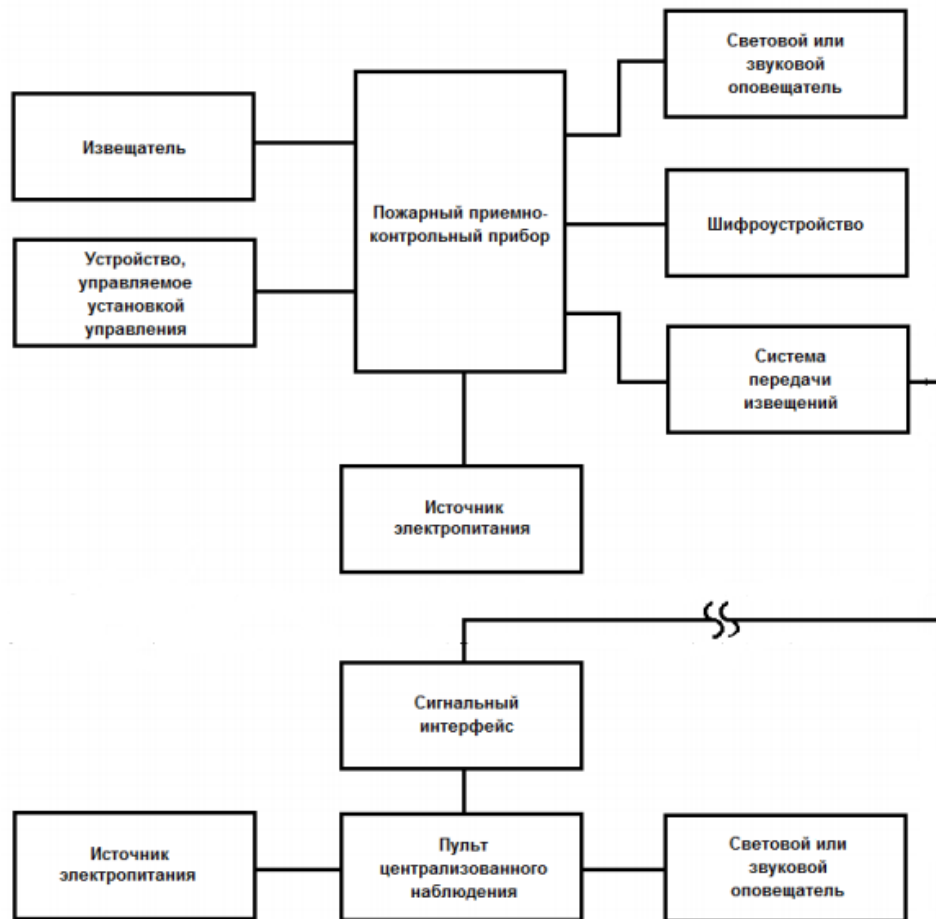 Световой или
звуковой
оповещатель
Извещатель
Пожарный приемно-
контрольный прибор
Шифроустройство
Устройство,
управляемое
установкой
управления
Система
передачи
извещений
Источник
электропитания
Сигнальный
интерфейс
Источник
электропитания
Пульт
централизованного
наблюдения
Световой или
звуковой
оповещатель